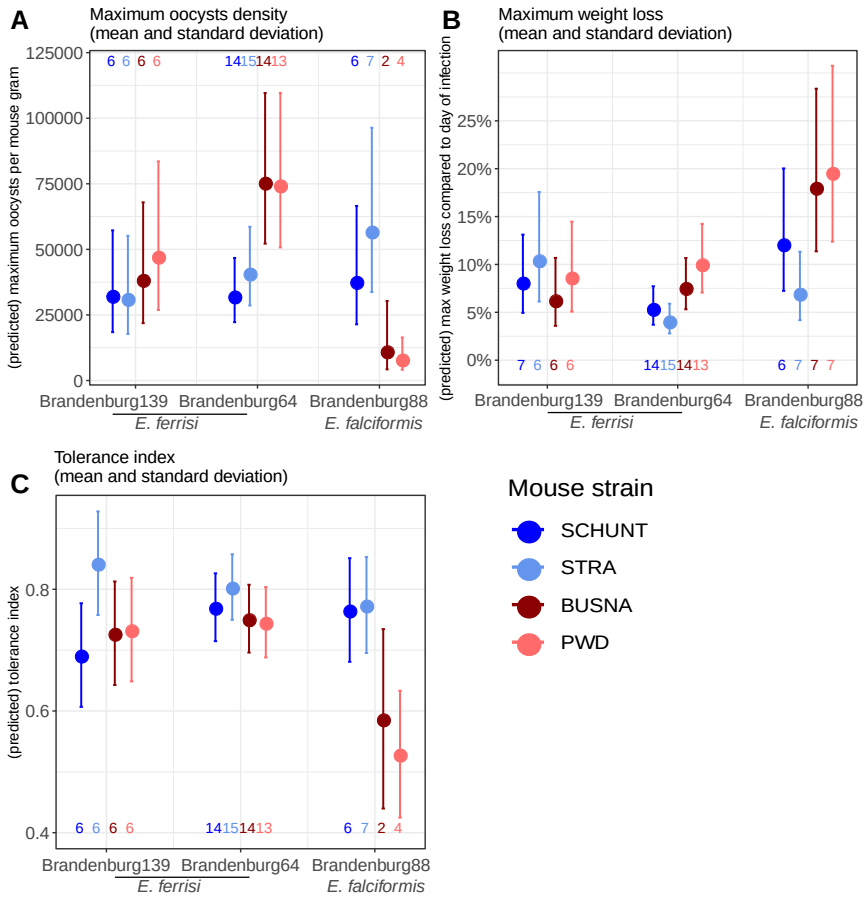 A
Maximum oocysts density
(mean and standard deviation)
(predicted) maximum oocysts per mouse gram
125000
100000
75000
50000
25000
0
6 6 6 6
14 15 14 13
6 7 2 4
Brandenburg139 Brandenburg64 Brandenburg88
E. ferrisi E. falciformis
B
Maximum weight loss
(mean and standard deviation)
(predicted) max weight loss compared to day of infection
25%
20%
15%
10%
5%
0%
7 6 6 6
14 15 14 13
6 7 7 7
Brandenburg139 Brandenburg64 Brandenburg88
E. ferrisi E. falciformis
C
Tolerance index
(mean and standard deviation)
(predicted) tolerance index
0.8
0.6
0.4
6 6 6 6
14 15 14 13
6 7 2 4
Brandenburg139 Brandenburg64 Brandenburg88
E. ferrisi E. falciformis
Mouse strain
SCHUNT
STRA
BUSNA
PWD